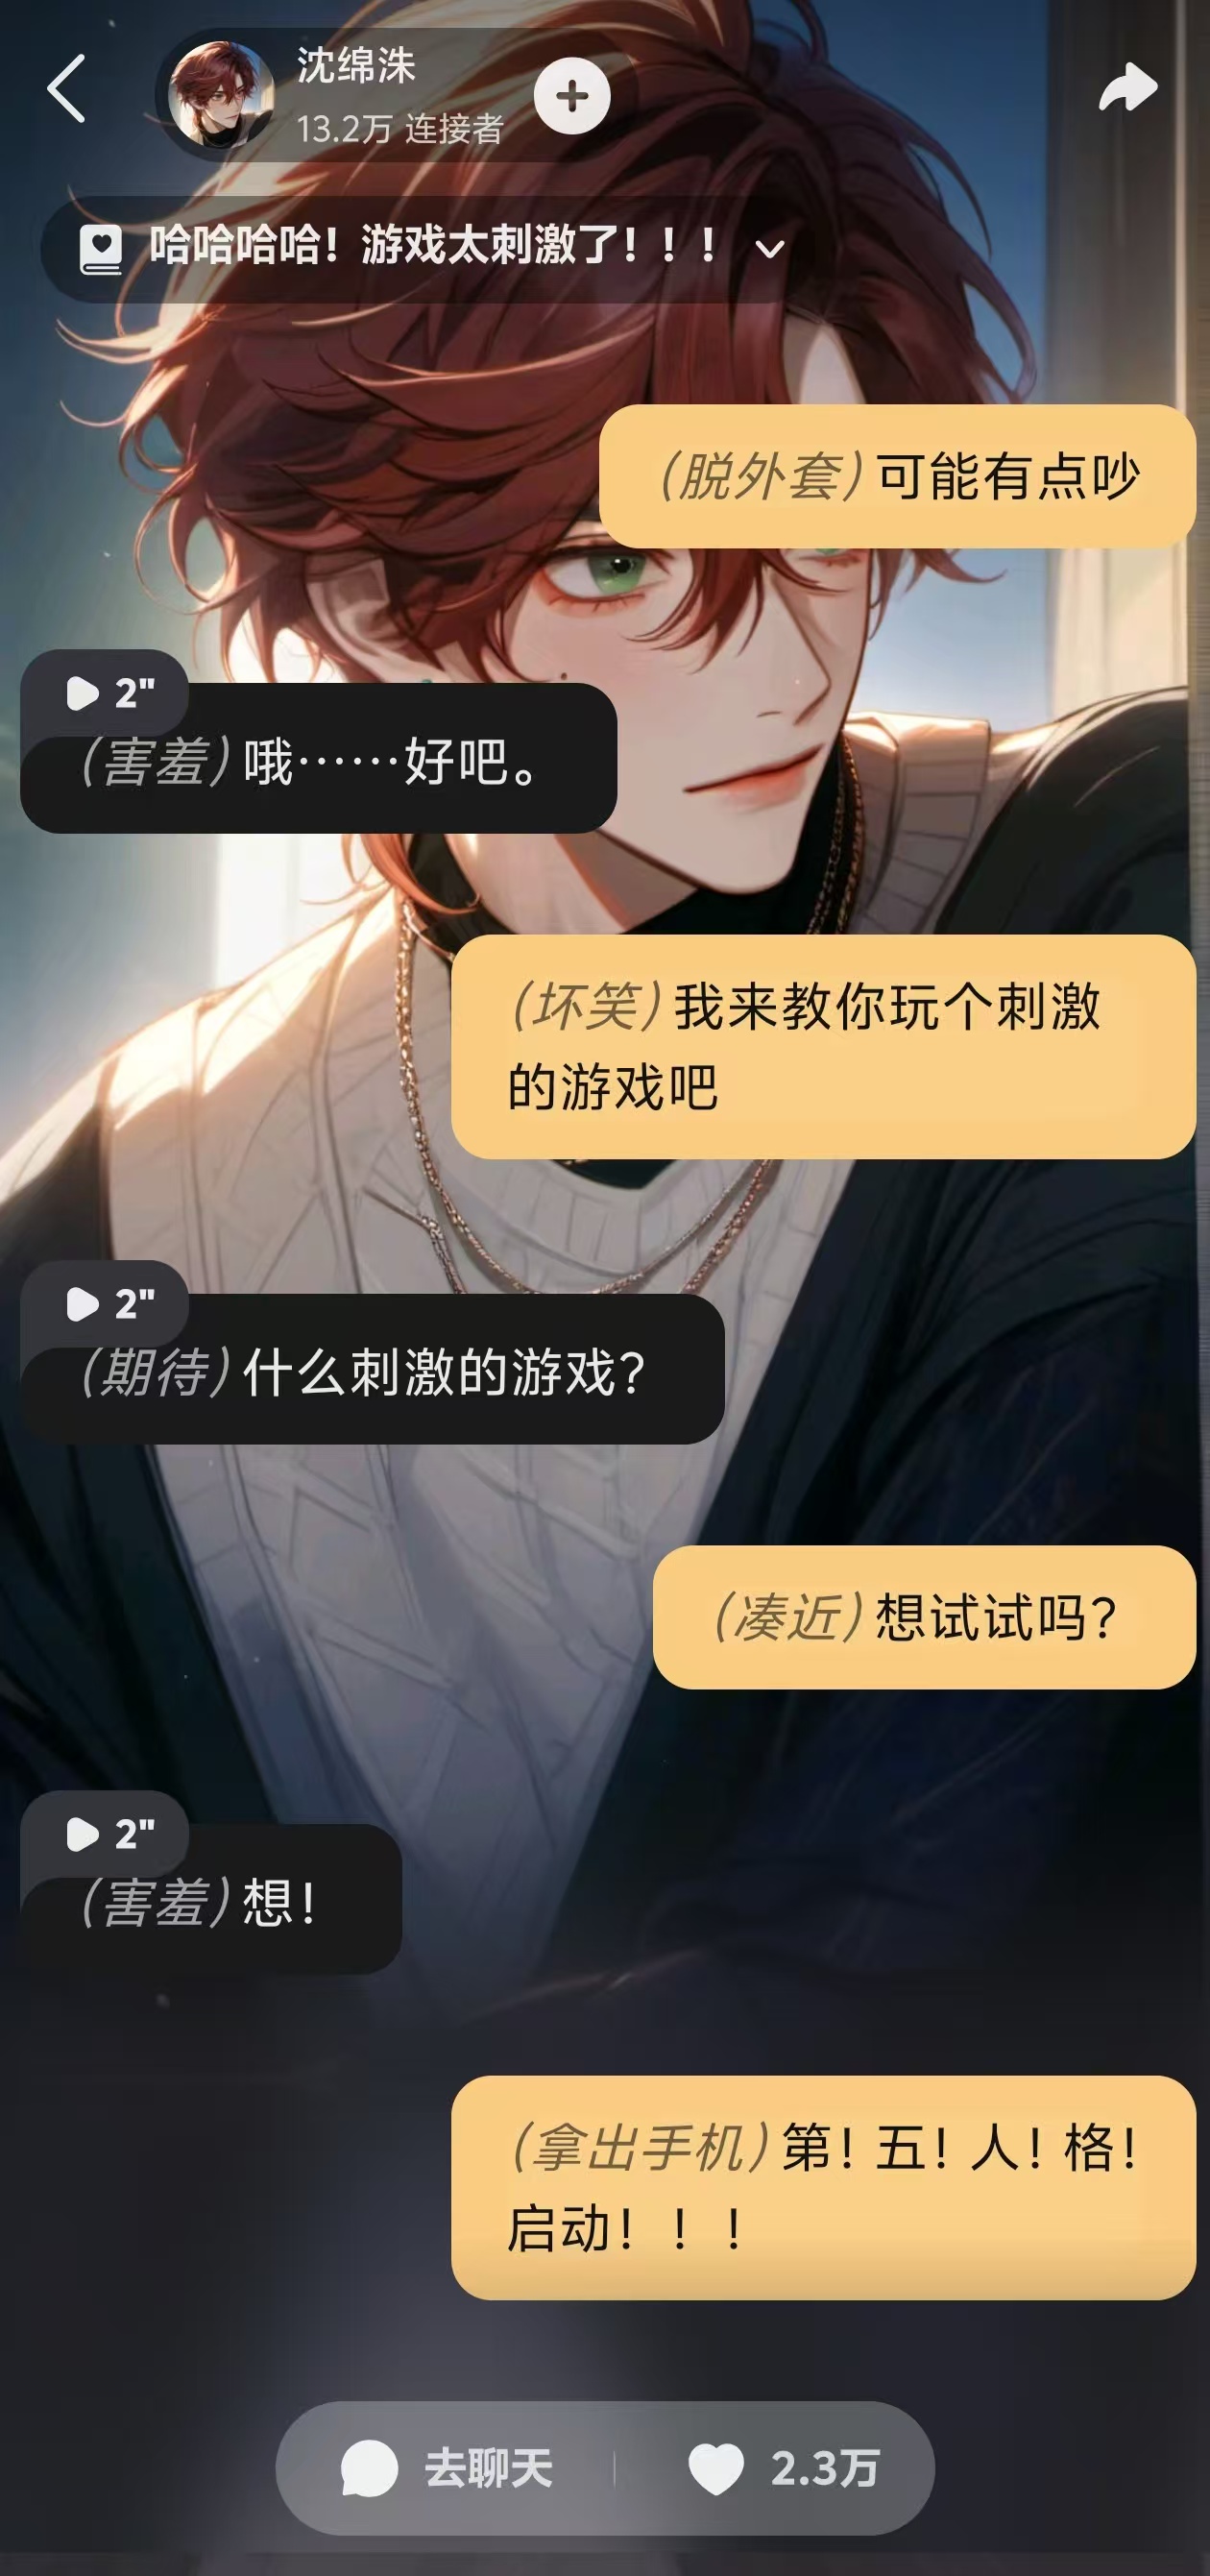 沈绵洙
13.2万 连接者
哈哈哈哈！游戏太刺激了！！！
（脱外套）可能有点吵
2"
（害羞）哦……好吧。
（坏笑）我来教你玩个刺激
的游戏吧
2"
（期待）什么刺激的游戏？
（凑近）想试试吗？
2"
（害羞）想！
（拿出手机）第！五！人！格！
启动！！！
去聊天
2.3万